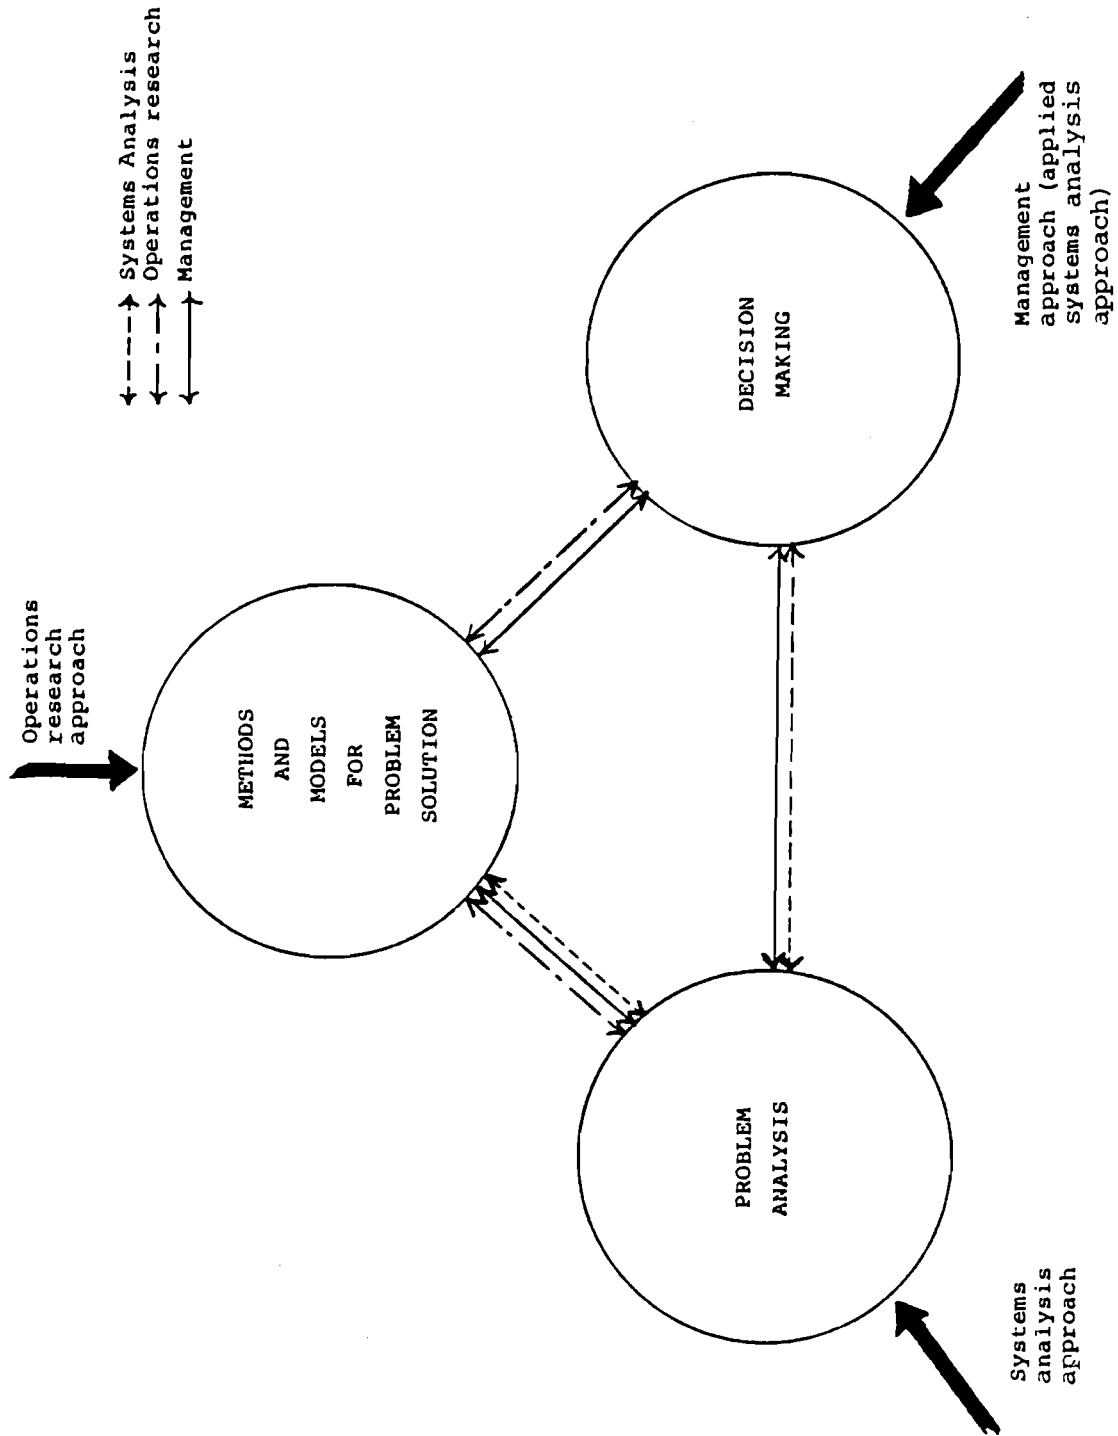 Systems Analysis
Operations research
Management
Operations
research
approach
METHODS
AND
MODELS
FOR
PROBLEM
SOLUTION
PROBLEM
ANALYSIS
DECISION
MAKING
Systems
analysis
approach
Management
approach (applied
systems analysis
approach)